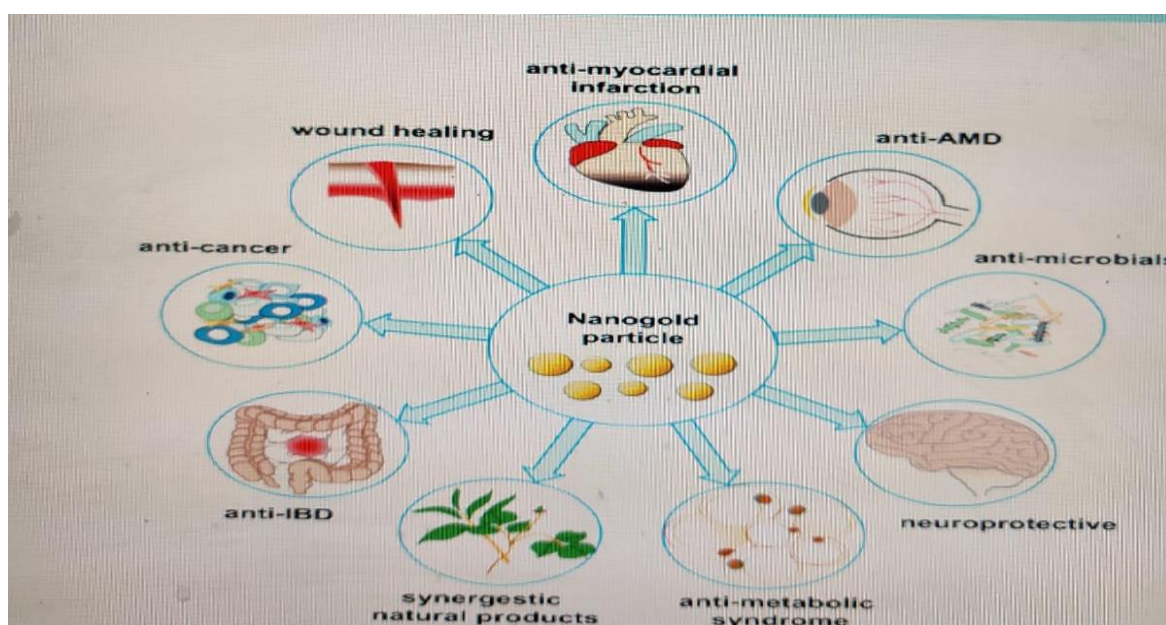 anti-myocardial
infarction
wound healing
anti-AMD
anti-cancer
anti-microbials
Nanogold
particle
anti-IBD
neuroprotective
synergestic
natural products
anti-metabolic
syndrome